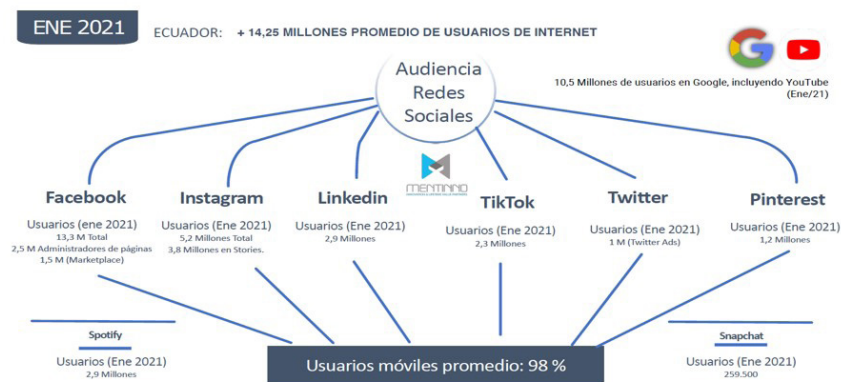 ENE 2021
ECUADOR: + 14,25 MILLONES PROMEDIO DE USUARIOS DE INTERNET
10,5 Millones de usuarios en Google, incluyendo YouTube
(Ene/21)
Audiencia
Redes
Sociales
MENTINNO
Facebook
Usuarios (ene 2021)
13,3 M Total
2,5 M Administradores de páginas
1,5 M (Marketplace)
Instagram
Usuarios (Ene 2021)
5,2 Millones Total
3,8 Millones en Stories.
Linkedin
Usuarios (Ene 2021)
2,9 Millones
TikTok
Usuarios (Ene 2021)
2,3 Millones
Twitter
Usuarios (Ene 2021)
1 M (Twitter Ads)
Pinterest
Usuarios (Ene 2021)
1,2 Millones
Spotify
Usuarios (Ene 2021)
2,9 Millones
Usuarios móviles promedio: 98 %
Snapchat
Usuarios (Ene 2021)
259.500